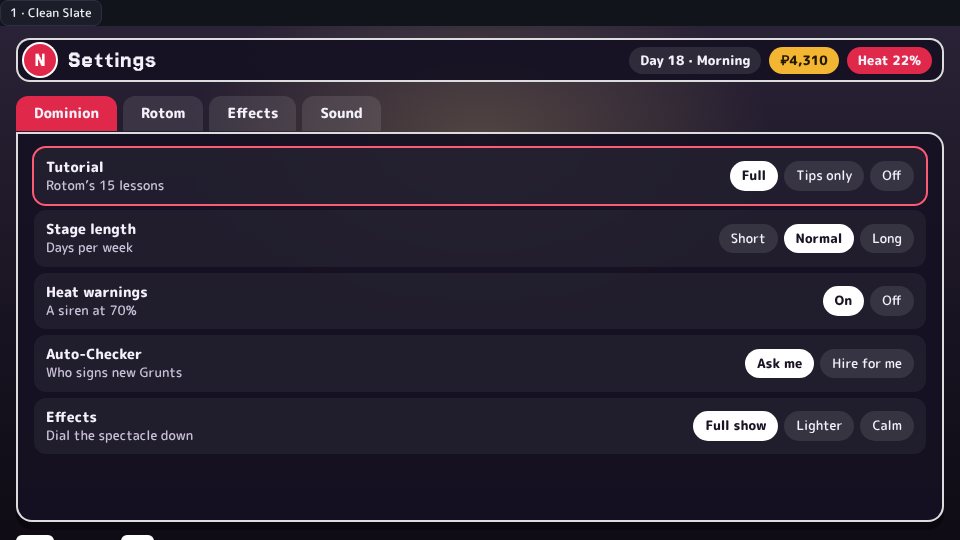 1 · Clean Slate
N Settings
Day 18 · Morning
₽4,310
Heat 22%
Dominion
Rotom
Effects
Sound
Tutorial
Rotom's 15 lessons
Full
Tips only
Off
Stage length
Days per week
Short
Normal
Long
Heat warnings
A siren at 70%
On
Off
Auto-Checker
Who signs new Grunts
Ask me
Hire for me
Effects
Dial the spectacle down
Full show
Lighter
Calm